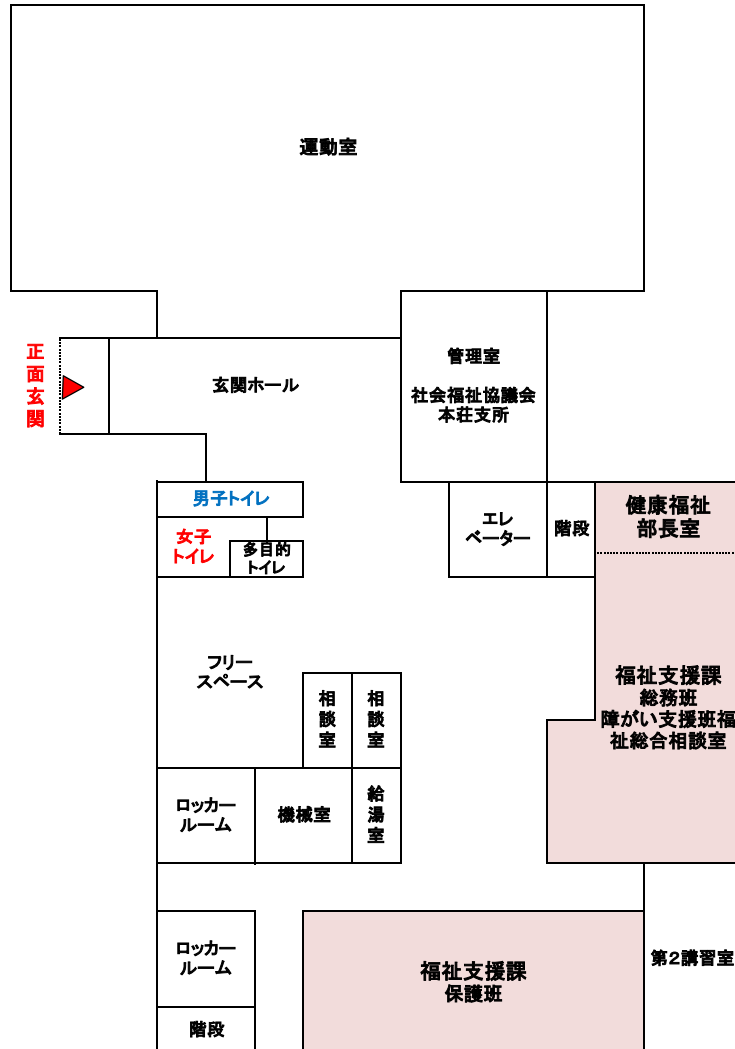 運動室
正
面
玄
関
玄関ホール
管理室
社会福祉協議会
本荘支所
男子トイレ
女子
トイレ
多目的
トイレ
エレ
ベーター
階段
健康福祉
部長室
フリー
スペース
相
談
室
相
談
室
福祉支援課
総務班
障がい支援班福
祉総合相談室
ロッカー
ルーム
機械室
給
湯
室
ロッカー
ルーム
福祉支援課
保護班
第2講習室
階段